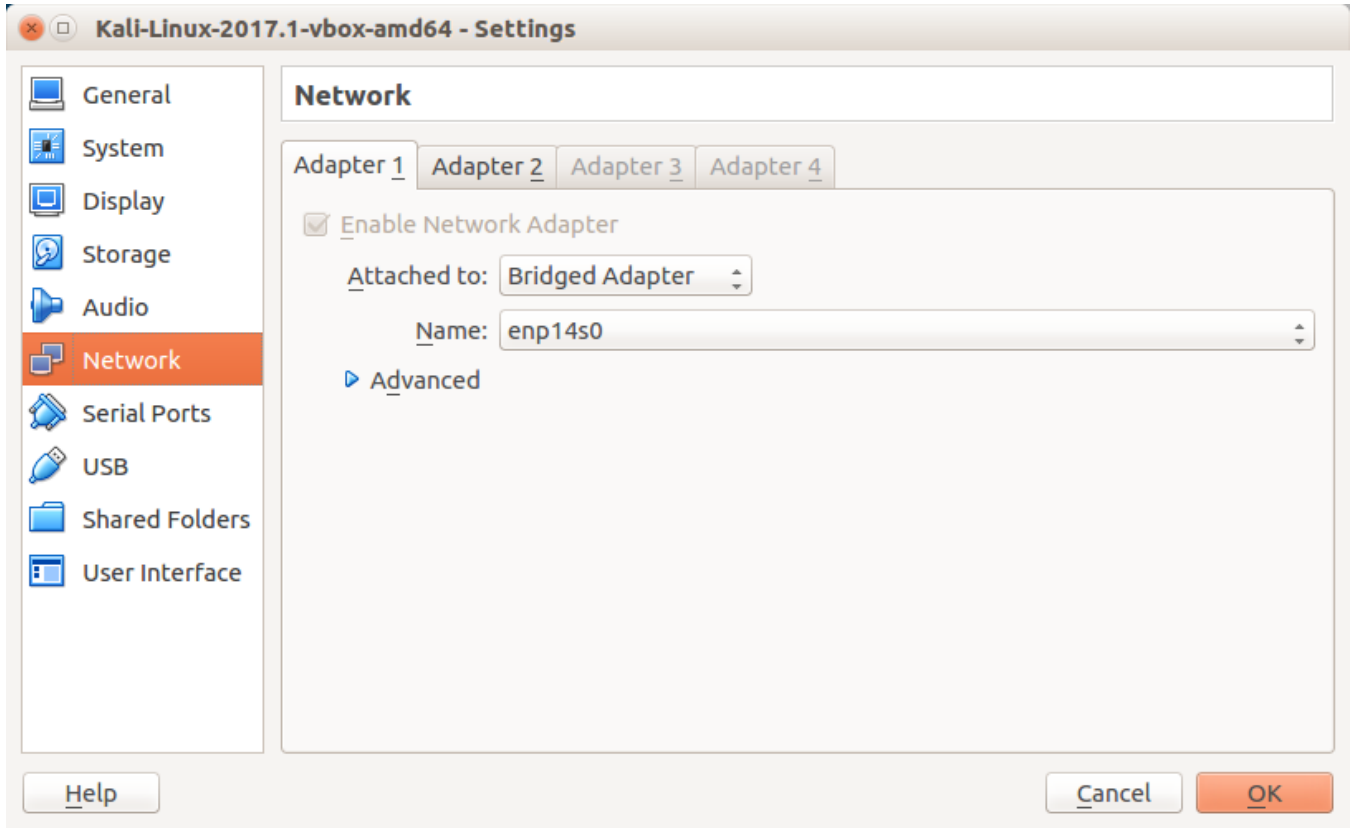 Kali-Linux-2017.1-vbox-amd64 - Settings
General
System
Display
Storage
Audio
Network
Serial Ports
USB
Shared Folders
User Interface
Network
Adapter 1 Adapter 2 Adapter 3 Adapter 4
Enable Network Adapter
Attached to: Bridged Adapter
Name: enp14s0
Advanced
Help Cancel OK